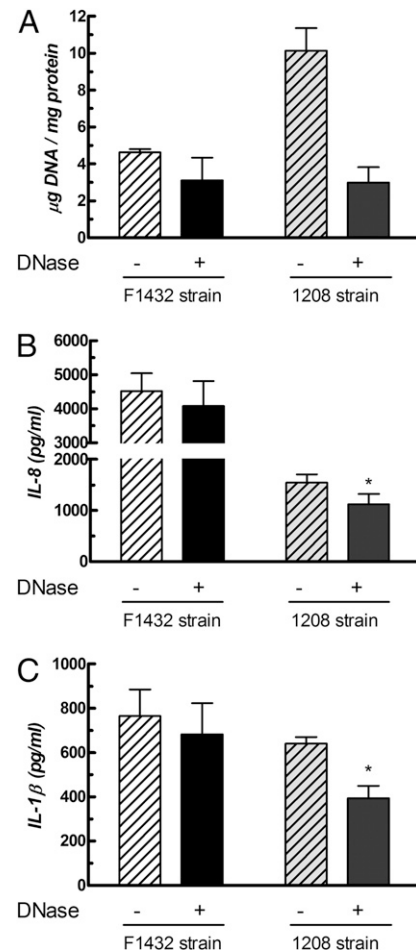 A
μg DNA / mg protein
12
10
8
6
4
2
0
DNase - + - +
F1432 strain 1208 strain
B
IL-8 (pg/ml)
6000
5000
4000
3000
2000
1000
0
*
DNase - + - +
F1432 strain 1208 strain
C
IL-1β (pg/ml)
1000
800
600
400
200
0
*
DNase - + - +
F1432 strain 1208 strain